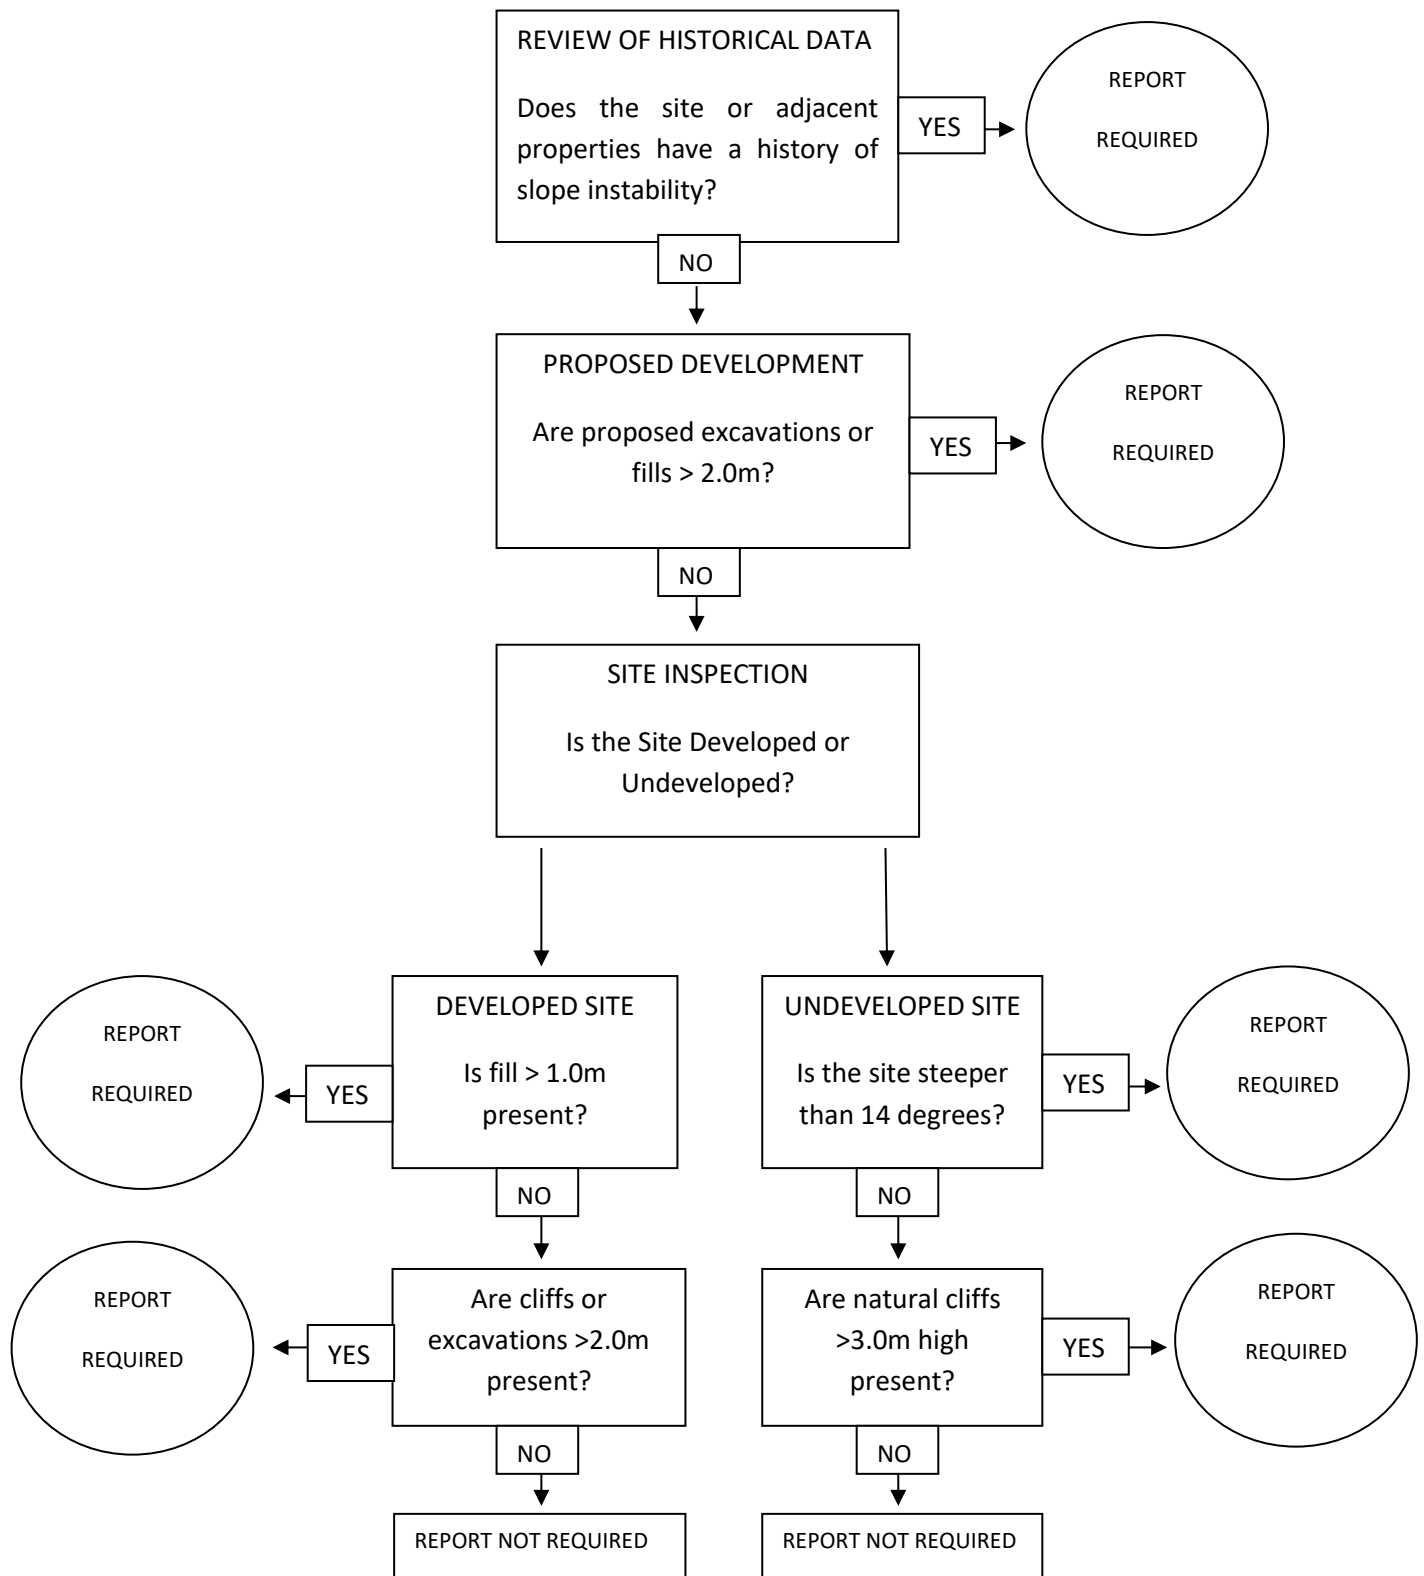 REVIEW OF HISTORICAL DATA
Does the site or adjacent
properties have a history of
slope instability?
YES
REPORT
REQUIRED
NO
PROPOSED DEVELOPMENT
Are proposed excavations or
fills > 2.0m?
YES
REPORT
REQUIRED
NO
SITE INSPECTION
Is the Site Developed or
Undeveloped?
DEVELOPED SITE
Is fill > 1.0m
present?
YES
REPORT
REQUIRED
NO
Are cliffs or
excavations >2.0m
present?
YES
REPORT
REQUIRED
NO
REPORT NOT REQUIRED
UNDEVELOPED SITE
Is the site steeper
than 14 degrees?
YES
REPORT
REQUIRED
NO
Are natural cliffs
>3.0m high
present?
YES
REPORT
REQUIRED
NO
REPORT NOT REQUIRED